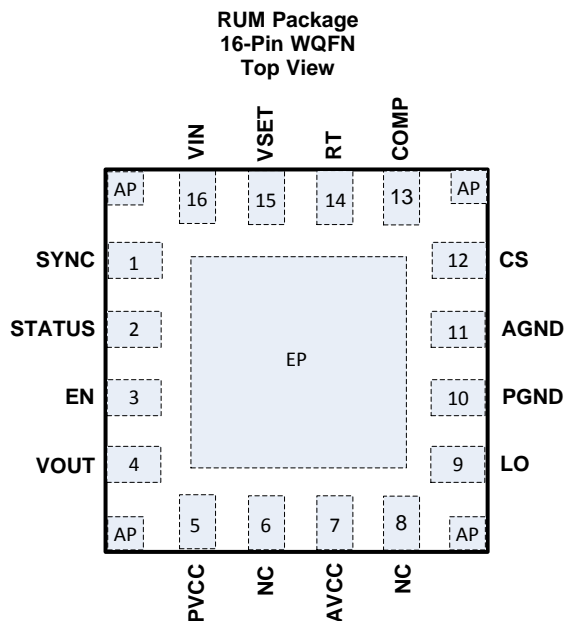 RUM Package
16-Pin WQFN
Top View
VIN VSET RT COMP
AP 16 15 14 13 AP
SYNC 1 12 CS
STATUS 2 11 AGND
EP
EN 3 10 PGND
VOUT 4 9 LO
AP 5 6 7 8 AP
PVCC NC AVCC NC